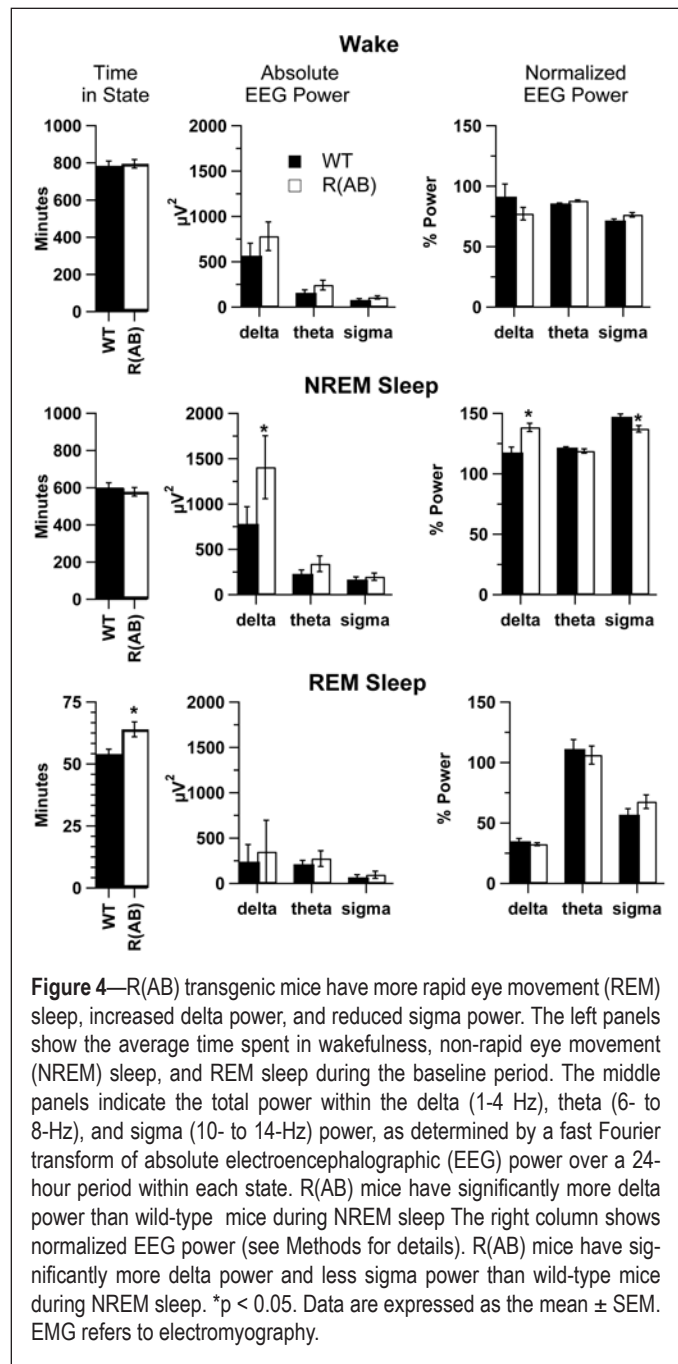 Wake
Time in State
Absolute EEG Power
Normalized EEG Power
1000
800
600
400
200
0
Minutes
WT
R(AB)
2000
1500
1000
500
0
µV²
WT
R(AB)
delta theta sigma
150
100
50
0
% Power
delta theta sigma
NREM Sleep
1000
800
600
400
200
0
Minutes
WT
R(AB)
2000
1500
1000
500
0
µV²
*
delta theta sigma
150
100
50
0
% Power
* *
delta theta sigma
REM Sleep
75
50
25
0
Minutes
*
WT
R(AB)
2000
1500
1000
500
0
µV²
delta theta sigma
150
100
50
0
% Power
delta theta sigma
Figure 4—R(AB) transgenic mice have more rapid eye movement (REM)
sleep, increased delta power, and reduced sigma power. The left panels
show the average time spent in wakefulness, non-rapid eye movement
(NREM) sleep, and REM sleep during the baseline period. The middle
panels indicate the total power within the delta (1-4 Hz), theta (6- to
8-Hz), and sigma (10- to 14-Hz) power, as determined by a fast Fourier
transform of absolute electroencephalographic (EEG) power over a 24-
hour period within each state. R(AB) mice have significantly more delta
power than wild-type mice during NREM sleep The right column shows
normalized EEG power (see Methods for details). R(AB) mice have sig-
nificantly more delta power and less sigma power than wild-type mice
during NREM sleep. *p < 0.05. Data are expressed as the mean ± SEM.
EMG refers to electromyography.